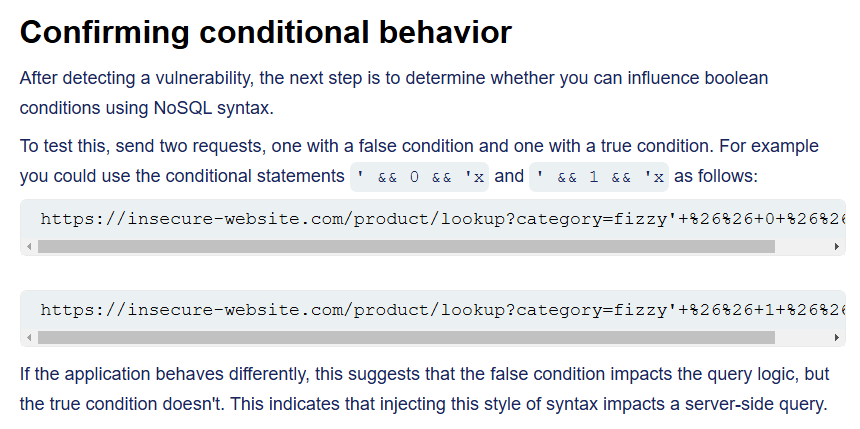 Confirming conditional behavior
After detecting a vulnerability, the next step is to determine whether you can influence boolean
conditions using NoSQL syntax.
To test this, send two requests, one with a false condition and one with a true condition. For example
you could use the conditional statements ' && 0 && 'x and ' && 1 && 'x as follows:
https://insecure-website.com/product/lookup?category=fizzy'+%26%26+0+%26%26
https://insecure-website.com/product/lookup?category=fizzy'+%26%26+1+%26%26
If the application behaves differently, this suggests that the false condition impacts the query logic, but
the true condition doesn't. This indicates that injecting this style of syntax impacts a server-side query.